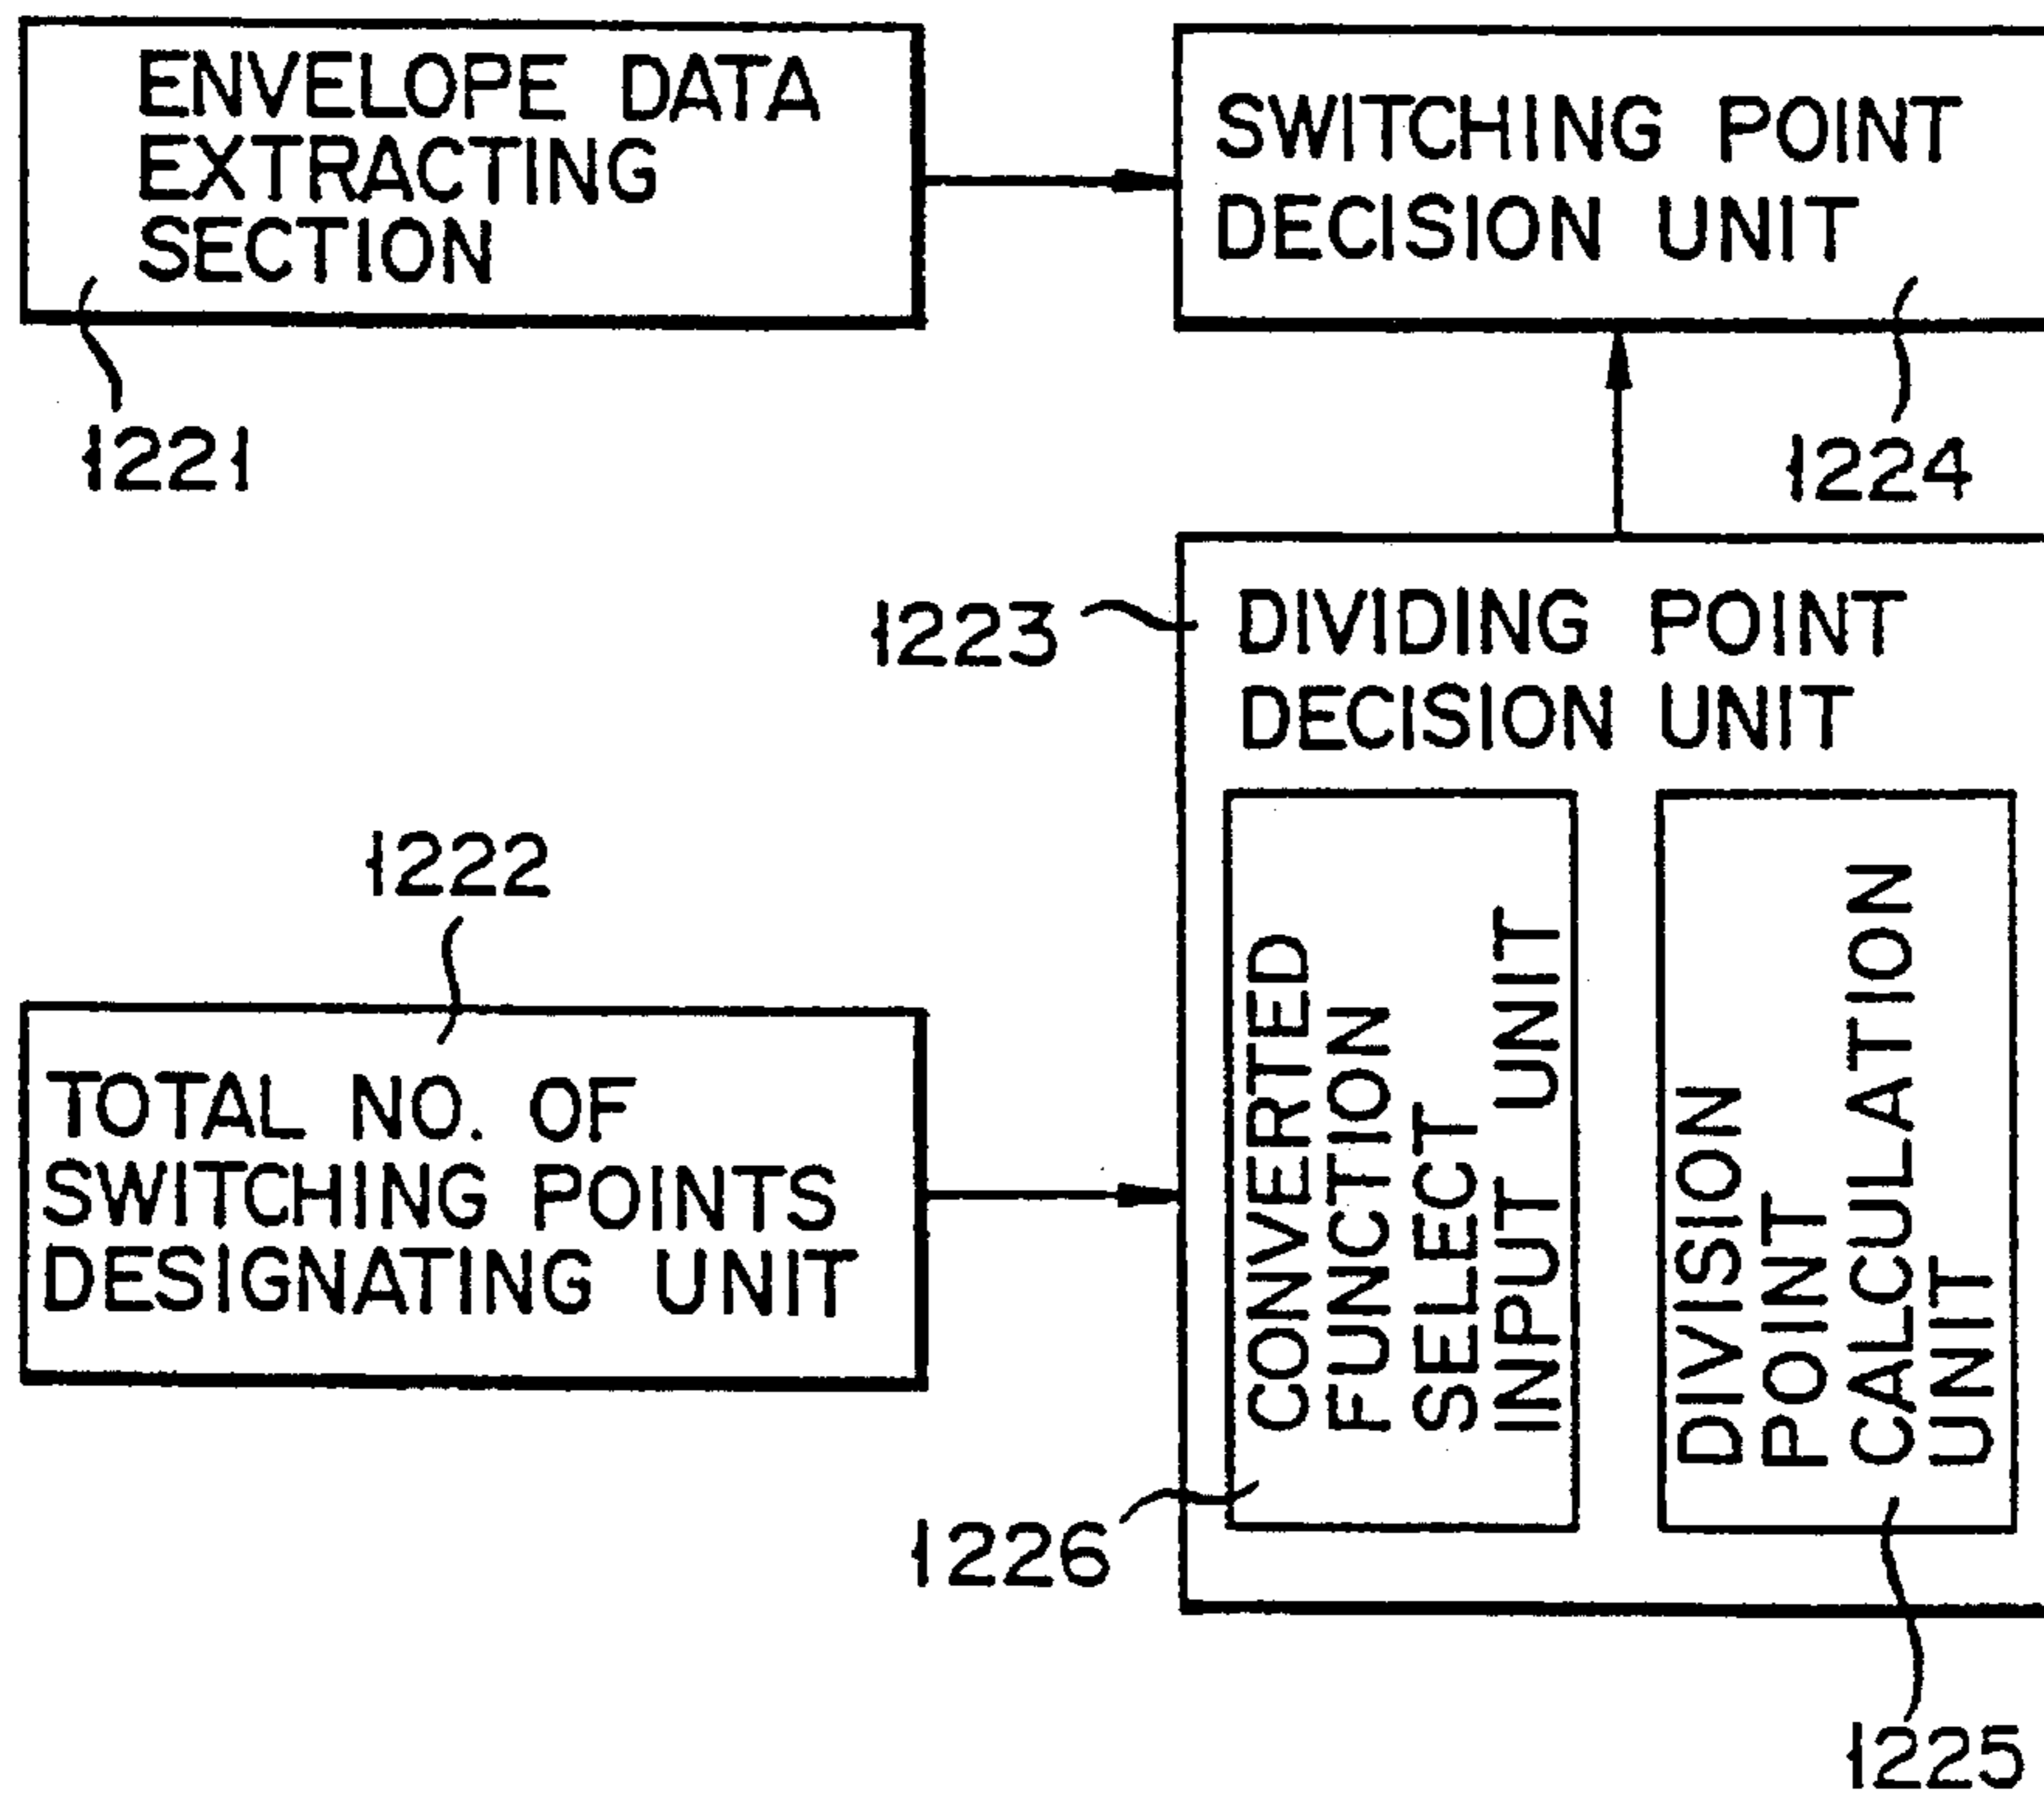 ENVELOPE DATA
EXTRACTING
SECTION
1221
SWITCHING POINT
DECISION UNIT
1224
1223
DIVIDING POINT
DECISION UNIT
1222
TOTAL NO. OF
SWITCHING POINTS
DESIGNATING UNIT
CONVERTED
FUNCTION
SELECT
INPUT UNIT
1226
DIVISION
POINT
CALCULATION
UNIT
1225